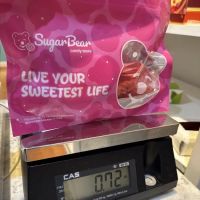 SugarBear
candy store
LIVE YOUR
SWEETEST LIFE
CAS
0.72